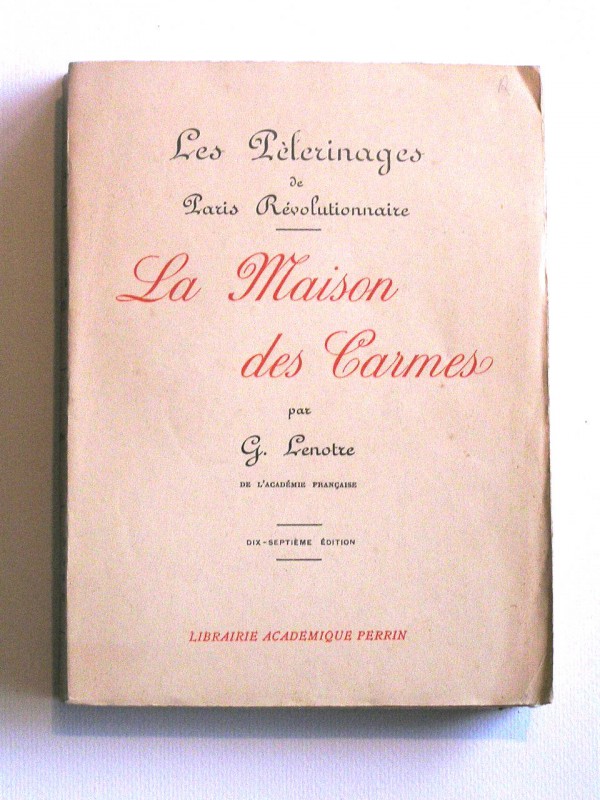 Les Pèlerinages
de
Paris Révolutionnaire
La Maison
des Carmes
par
G. Lenotre
DE L'ACADÉMIE FRANÇAISE
DIX-SEPTIÈME ÉDITION
LIBRAIRIE ACADÉMIQUE PERRIN